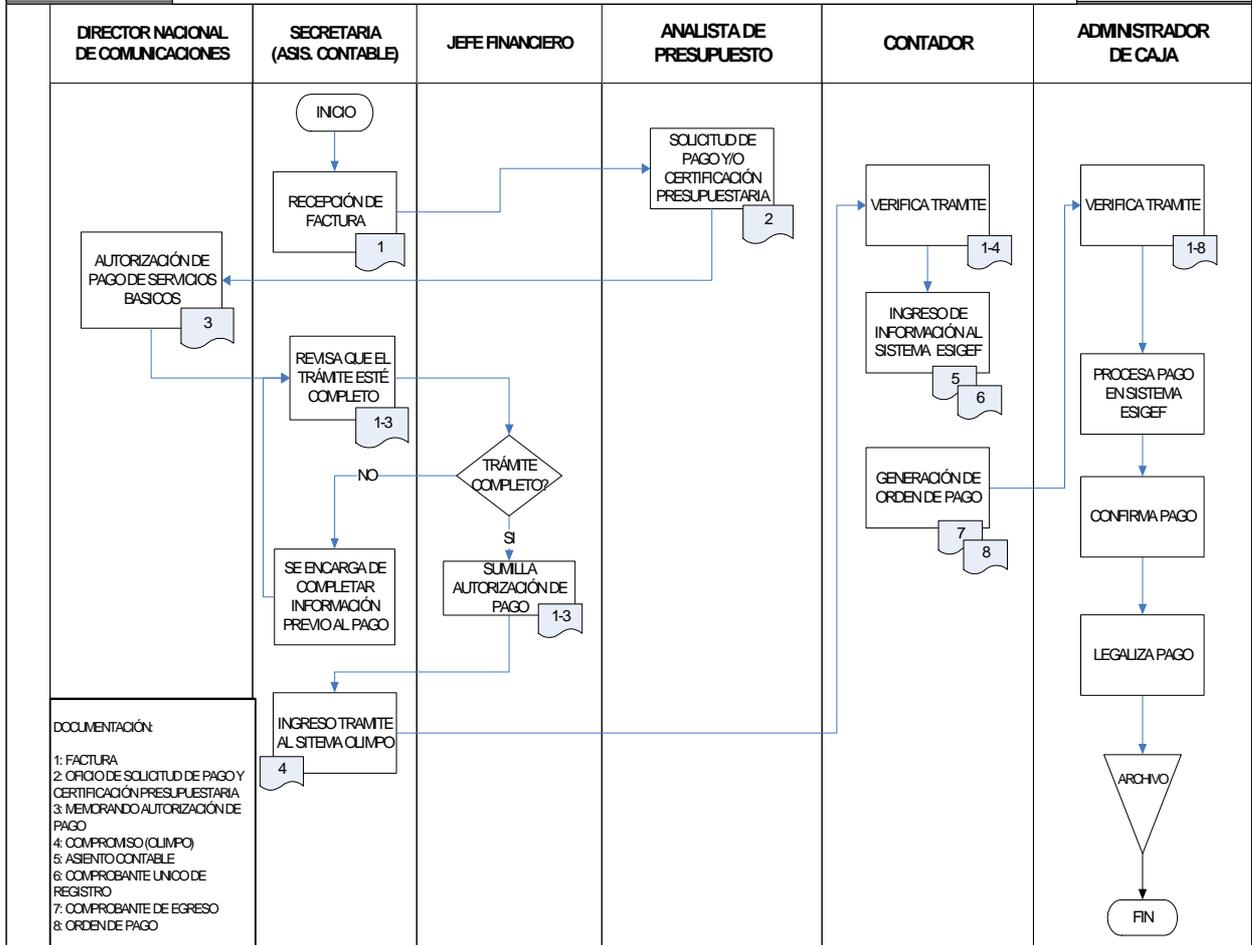 DIRECTOR NACIONAL
DE COMUNICACIONES
SECRETARIA
(ASIS. CONTABLE)
JEFE FINANCIERO
ANALISTA DE
PRESUPUESTO
CONTADOR
ADMINISTRADOR
DE CAJA
INICIO
RECEPCIÓN DE
FACTURA
1
SOLICITUD DE
PAGO Y/O
CERTIFICACIÓN
PRESUPUESTARIA
2
AUTORIZACIÓN DE
PAGO DE SERVICIOS
BASICOS
3
REVISA QUE EL
TRÁMITE ESTÉ
COMPLETO
1-3
TRÁMITE
COMPLETO?
NO
SI
SE ENCARGA DE
COMPLETAR
INFORMACIÓN
PREVIO AL PAGO
SUMILLA
AUTORIZACIÓN DE
PAGO
1-3
INGRESO TRAMITE
AL SITEMA OLIMPO
4
VERIFICA TRAMITE
1-4
INGRESO DE
INFORMACIÓN AL
SISTEMA ESIGEF
5
6
GENERACIÓN DE
ORDEN DE PAGO
7
8
VERIFICA TRAMITE
1-8
PROCESA PAGO
EN SISTEMA
ESIGEF
CONFIRMA PAGO
LEGALIZA PAGO
ARCHIVO
FIN
DOCUMENTACIÓN:
1: FACTURA
2: OFICIO DE SOLICITUD DE PAGO Y
CERTIFICACIÓN PRESUPUESTARIA
3: MEMORANDO AUTORIZACIÓN DE
PAGO
4: COMPROMISO (OLIMPO)
5: ASIENTO CONTABLE
6: COMPROBANTE UNICO DE
REGISTRO
7: COMPROBANTE DE EGRESO
8: ORDEN DE PAGO